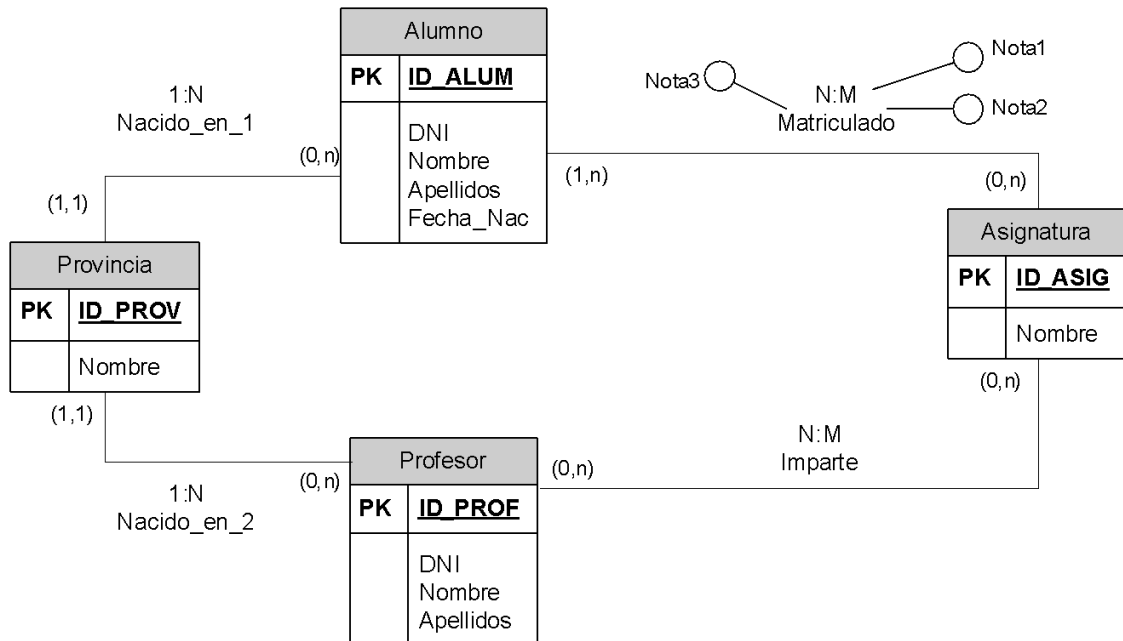 Alumno
PK ID_ALUM
DNI
Nombre
Apellidos
Fecha_Nac
1:N
Nacido_en_1
(0,n)
(1,1)
Nota1
Nota3
N:M
Matriculado
Nota2
(1,n)
(0,n)
Provincia
PK ID_PROV
Nombre
Asignatura
PK ID_ASIG
Nombre
(1,1)
(0,n)
1:N
Nacido_en_2
(0,n)
Profesor
PK ID_PROF
DNI
Nombre
Apellidos
(0,n)
N:M
Imparte